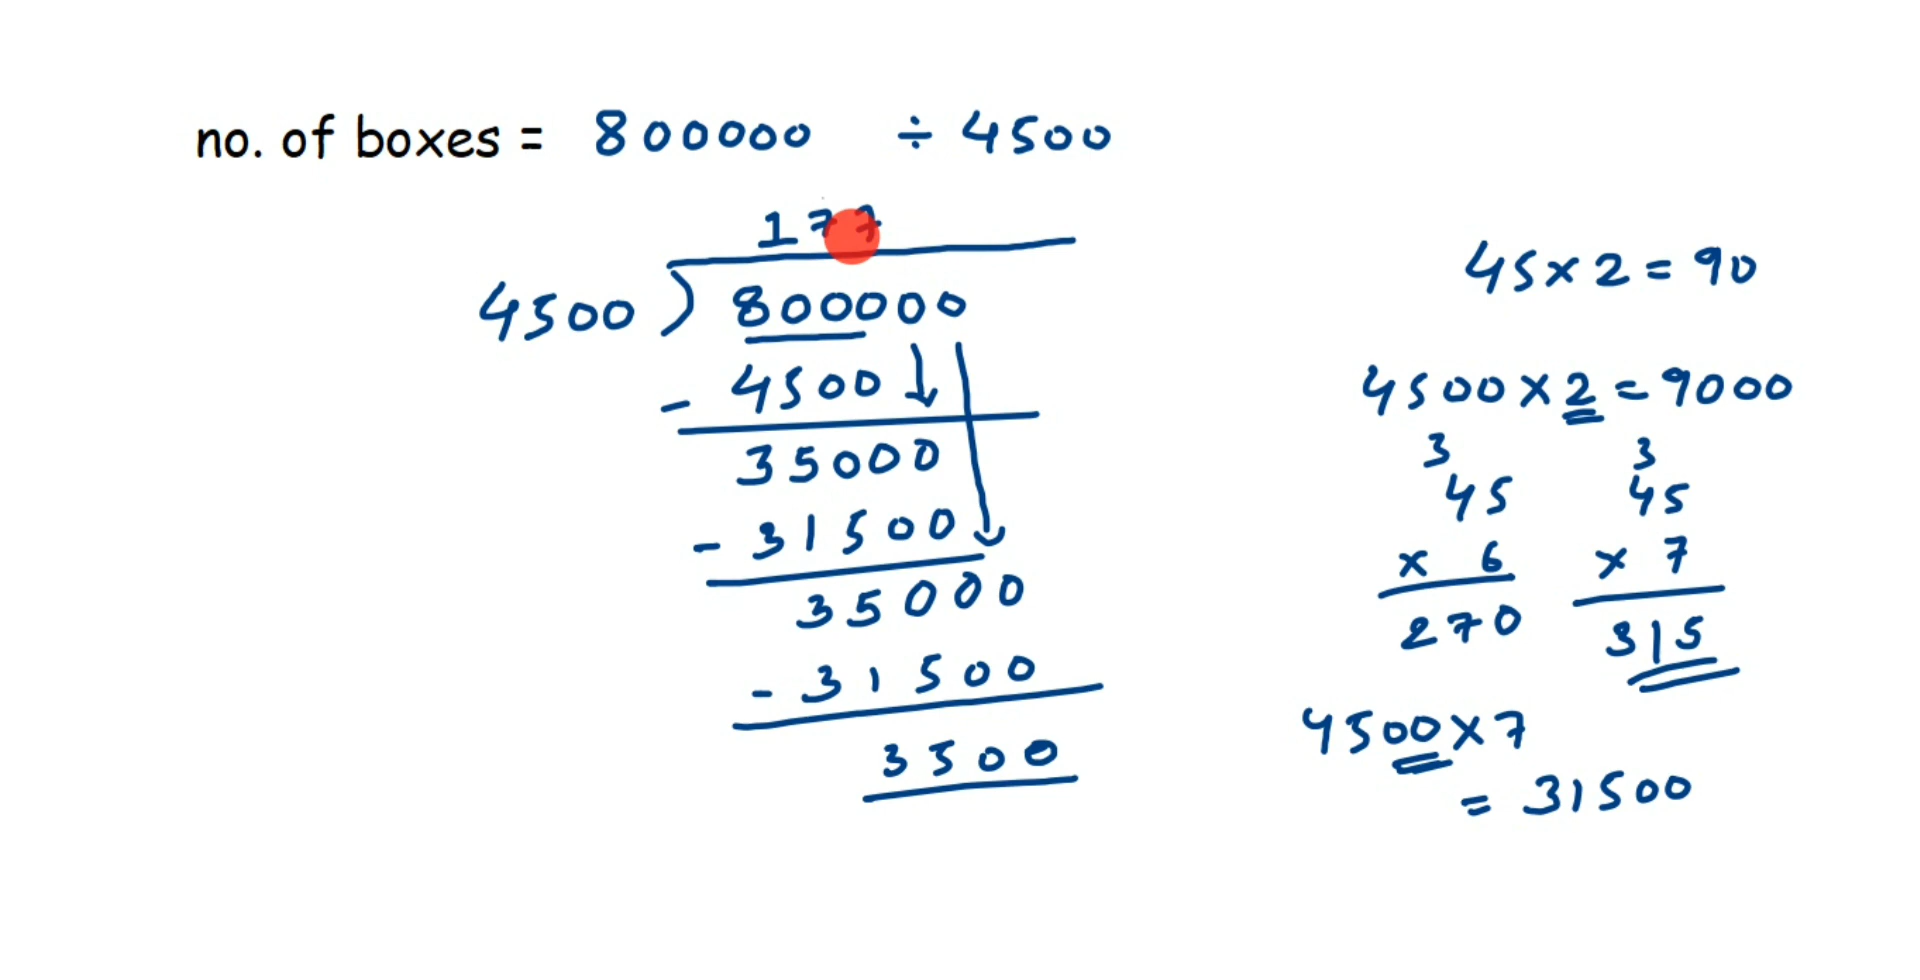 no. of boxes = 800000 ÷ 4500
177
4500 ) 800000
- 4500
35000
- 31500
35000
- 31500
3500
45 x 2 = 90
4500 x 2 = 9000
3
45
x 6
270
3
45
x 7
315
4500 x 7
= 31500